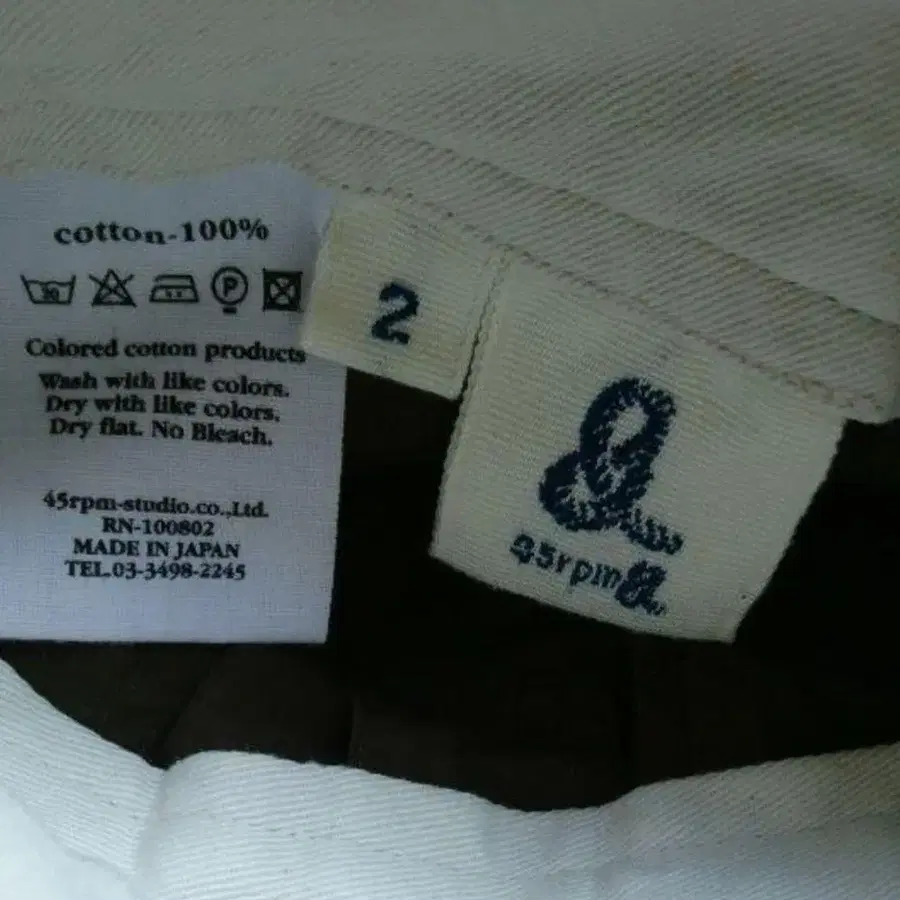 cotton-100%
30
P
Colored cotton products
Wash with like colors.
Dry with like colors.
Dry flat. No Bleach.
45rpm-studio.co.,Ltd.
RN-100802
MADE IN JAPAN
TEL.03-3498-2245
2
&
45rpm